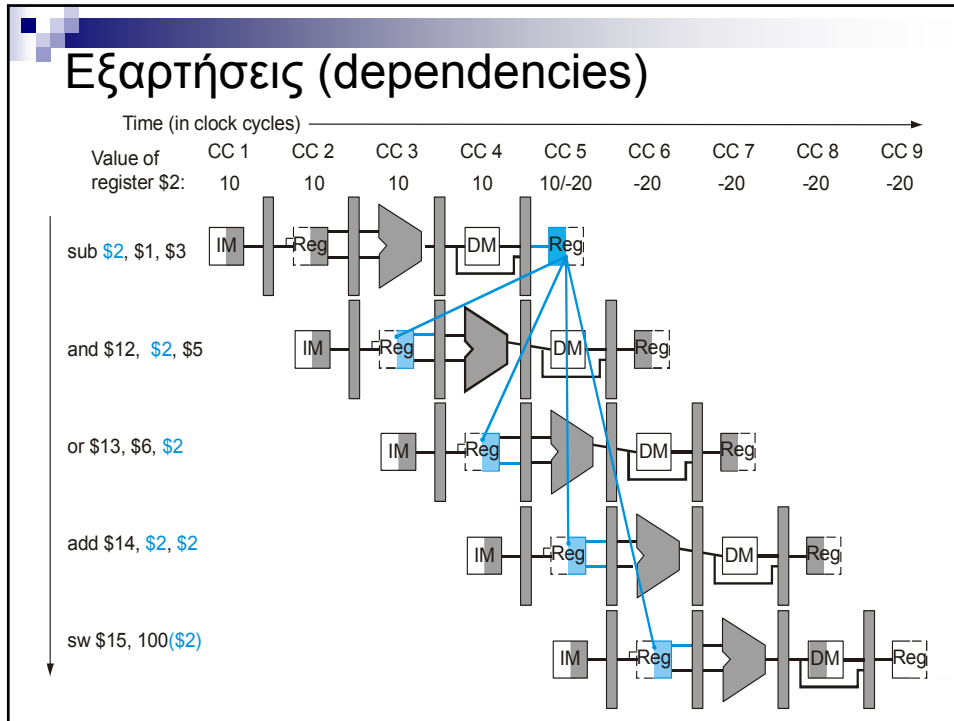 Εξαρτήσεις (dependencies)
Time (in clock cycles)
CC 1 CC 2 CC 3 CC 4 CC 5 CC 6 CC 7 CC 8 CC 9
Value of
register $2: 10 10 10 10 10/-20 -20 -20 -20 -20
sub $2, $1, $3 IM Reg DM Reg
and $12, $2, $5 IM Reg DM Reg
or $13, $6, $2 IM Reg DM Reg
add $14, $2, $2 IM Reg DM Reg
sw $15, 100($2) IM Reg DM Reg